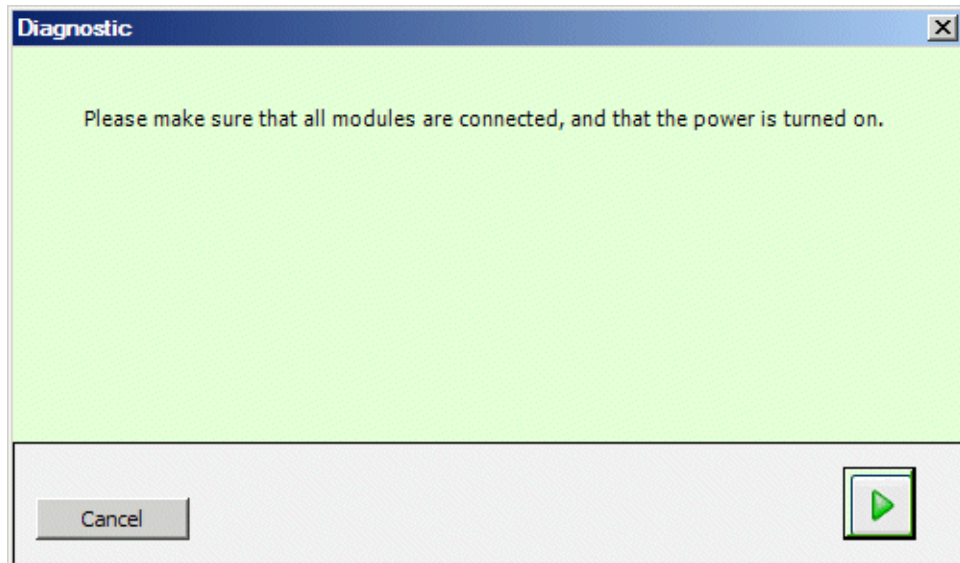 Diagnostic
Please make sure that all modules are connected, and that the power is turned on.
Cancel